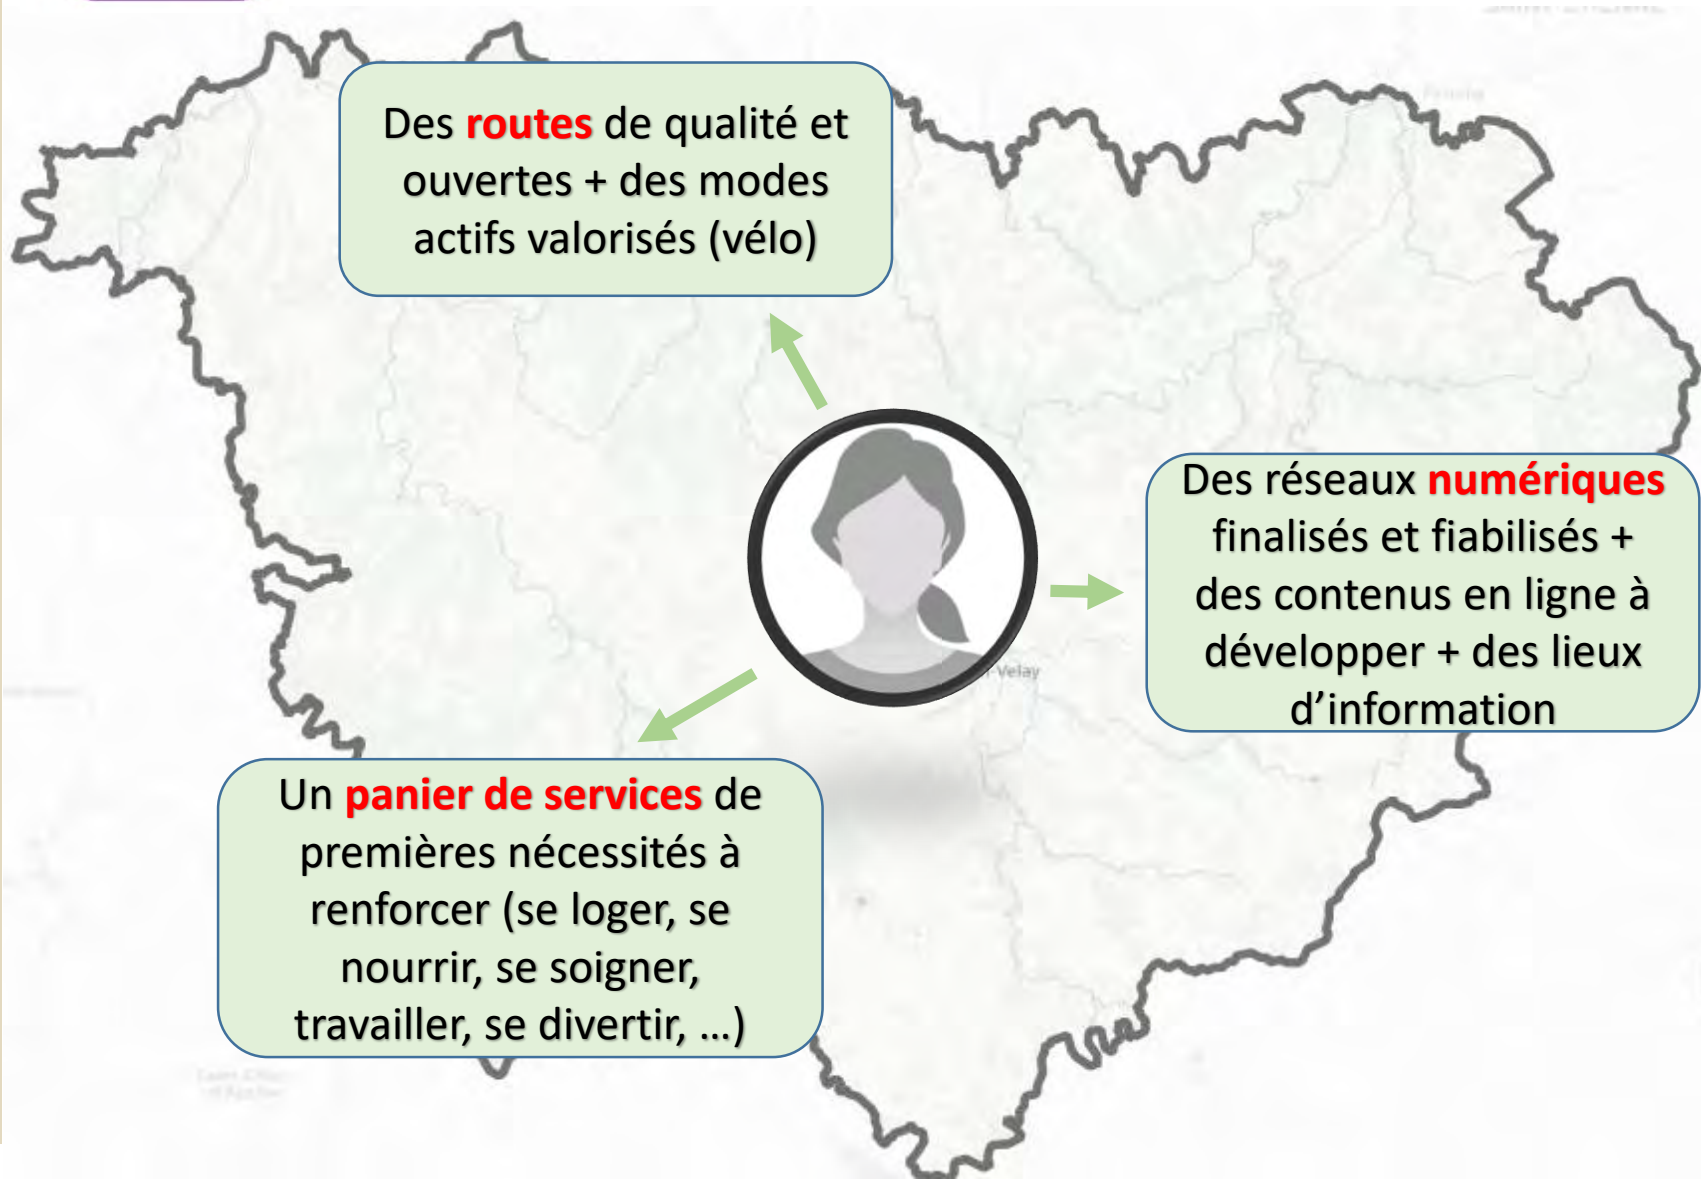 Des routes de qualité et
ouvertes + des modes
actifs valorisés (vélo)
Des réseaux numériques
finalisés et fiabilisés +
des contenus en ligne à
développer + des lieux
d’information
-Velay
Un panier de services de
premières nécessités à
renforcer (se loger, se
nourrir, se soigner,
travailler, se divertir, …)